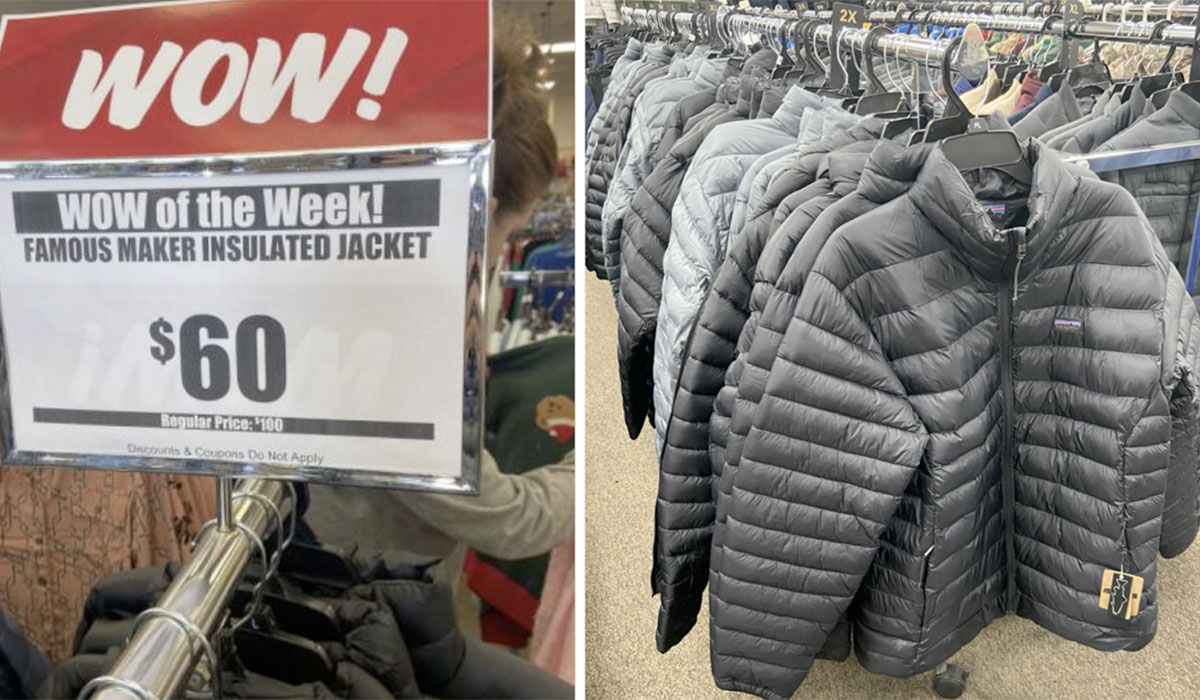 WOW!
WOW of the Week!
FAMOUS MAKER INSULATED JACKET
$60
Regular Price: $100
Discounts & Coupons Do Not Apply
2X
XL